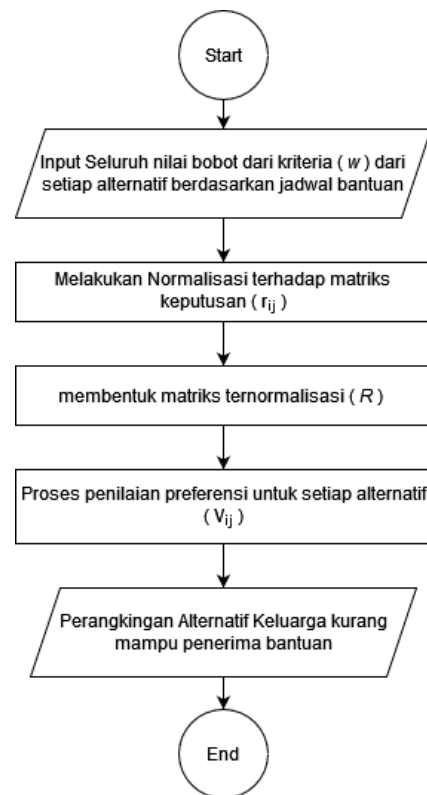 Start
Input Seluruh nilai bobot dari kriteria ( w ) dari
setiap alternatif berdasarkan jadwal bantuan
Melakukan Normalisasi terhadap matriks
keputusan ( rij )
membentuk matriks ternormalisasi ( R )
Proses penilaian preferensi untuk setiap alternatif
( Vij )
Perangkingan Alternatif Keluarga kurang
mampu penerima bantuan
End